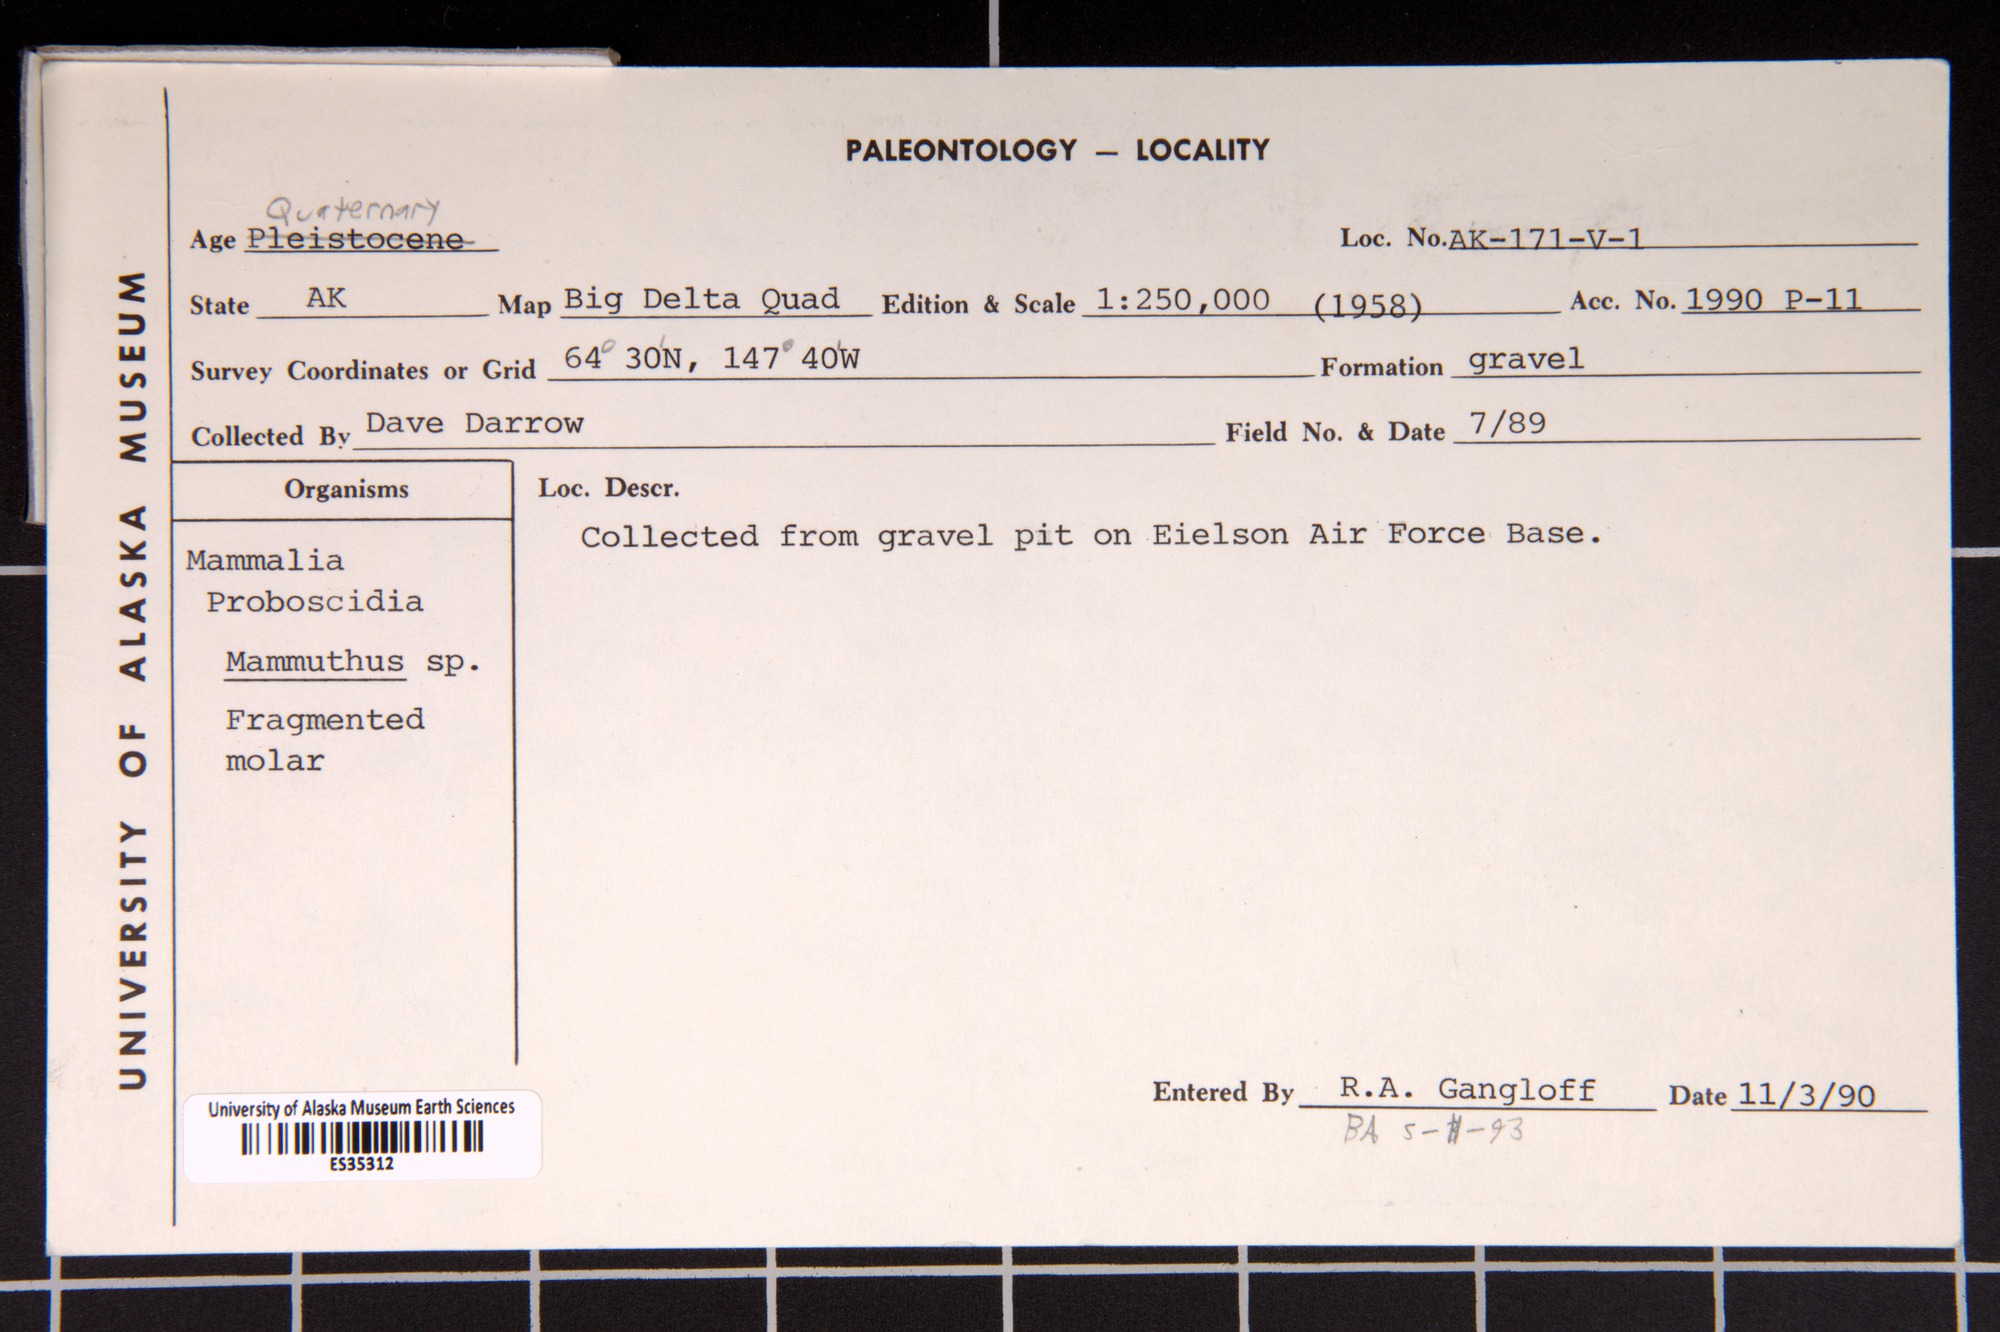 UNIVERSITY OF ALASKA MUSEUM
PALEONTOLOGY — LOCALITY
Quaternary
Age Pleistocene Loc. No. AK-171-V-1
State AK Map Big Delta Quad Edition & Scale 1:250,000 (1958) Acc. No. 1990 P-11
Survey Coordinates or Grid 64° 30'N, 147° 40'W Formation gravel
Collected By Dave Darrow Field No. & Date 7/89
Organisms
Mammalia
Proboscidia
Mammuthus sp.
Fragmented
molar
Loc. Descr.
Collected from gravel pit on Eielson Air Force Base.
Entered By R.A. Gangloff Date 11/3/90
BA
University of Alaska Museum Earth Sciences
ES35312